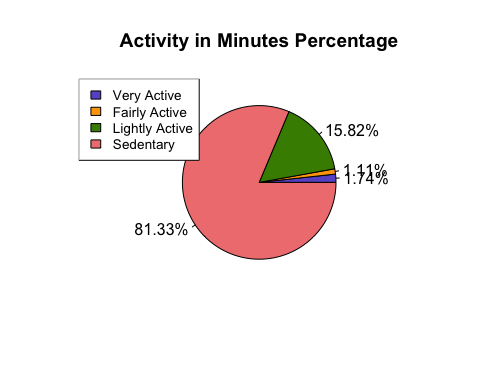 Activity in Minutes Percentage
Very Active
Fairly Active
Lightly Active
Sedentary
15.82%
1.11%
1.74%
81.33%